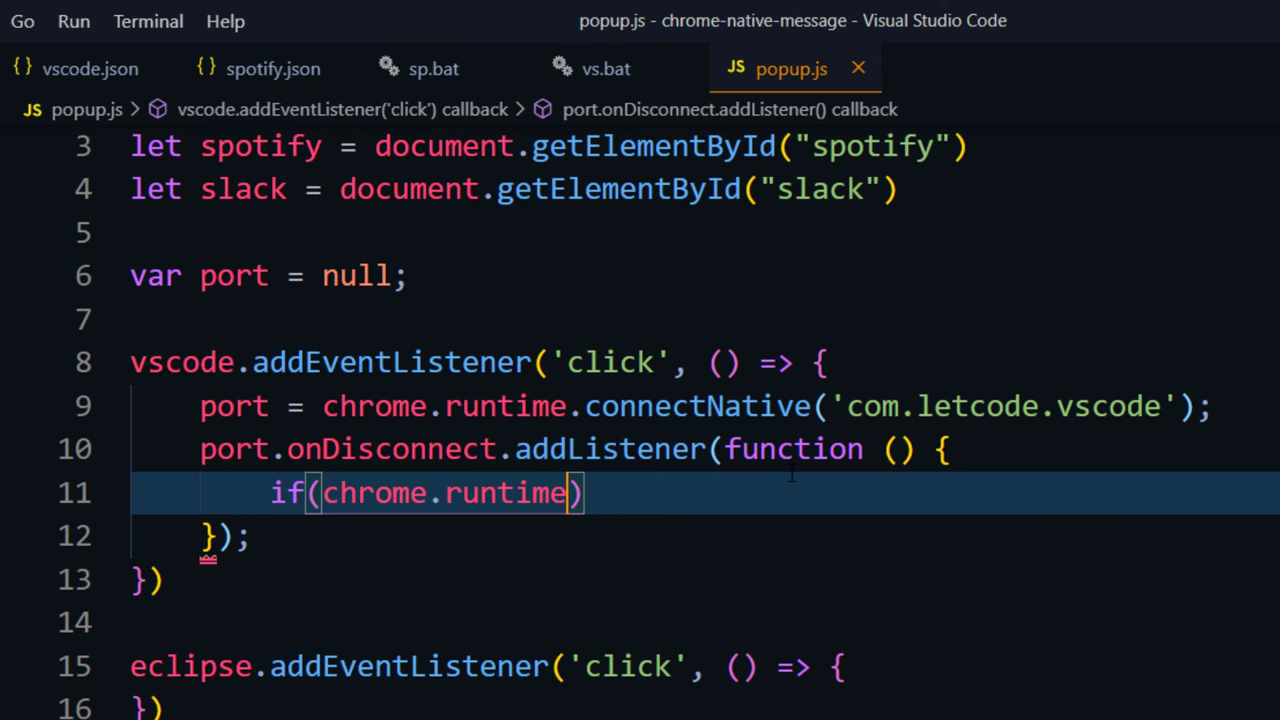 Go Run Terminal Help popup.js - chrome-native-message - Visual Studio Code
{} vscode.json {} spotify.json sp.bat vs.bat JS popup.js ×
JS popup.js > vscode.addEventListener('click') callback > port.onDisconnect.addListener() callback
3 let spotify = document.getElementById("spotify")
4 let slack = document.getElementById("slack")
5
6 var port = null;
7
8 vscode.addEventListener('click', () => {
9 port = chrome.runtime.connectNative('com.letcode.vscode');
10 port.onDisconnect.addListener(function () {
11 if(chrome.runtime)
12 });
13 })
14
15 eclipse.addEventListener('click', () => {
16 })